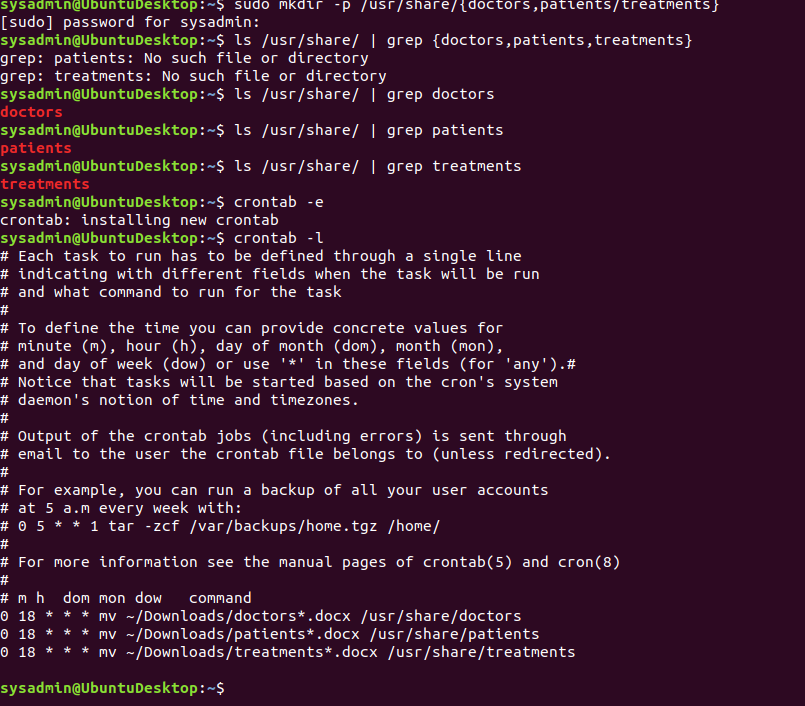 sysadmin@UbuntuDesktop:~$ sudo mkdir -p /usr/share/{doctors,patients/treatments}
[sudo] password for sysadmin:
sysadmin@UbuntuDesktop:~$ ls /usr/share/ | grep {doctors,patients,treatments}
grep: patients: No such file or directory
grep: treatments: No such file or directory
sysadmin@UbuntuDesktop:~$ ls /usr/share/ | grep doctors
doctors
sysadmin@UbuntuDesktop:~$ ls /usr/share/ | grep patients
patients
sysadmin@UbuntuDesktop:~$ ls /usr/share/ | grep treatments
treatments
sysadmin@UbuntuDesktop:~$ crontab -e
crontab: installing new crontab
sysadmin@UbuntuDesktop:~$ crontab -l
# Each task to run has to be defined through a single line
# indicating with different fields when the task will be run
# and what command to run for the task
#
# To define the time you can provide concrete values for
# minute (m), hour (h), day of month (dom), month (mon),
# and day of week (dow) or use '*' in these fields (for 'any').#
# Notice that tasks will be started based on the cron's system
# daemon's notion of time and timezones.
#
# Output of the crontab jobs (including errors) is sent through
# email to the user the crontab file belongs to (unless redirected).
#
# For example, you can run a backup of all your user accounts
# at 5 a.m every week with:
# 0 5 * * 1 tar -zcf /var/backups/home.tgz /home/
#
# For more information see the manual pages of crontab(5) and cron(8)
#
# m h  dom mon dow   command
0 18 * * * mv ~/Downloads/doctors*.docx /usr/share/doctors
0 18 * * * mv ~/Downloads/patients*.docx /usr/share/patients
0 18 * * * mv ~/Downloads/treatments*.docx /usr/share/treatments
sysadmin@UbuntuDesktop:~$